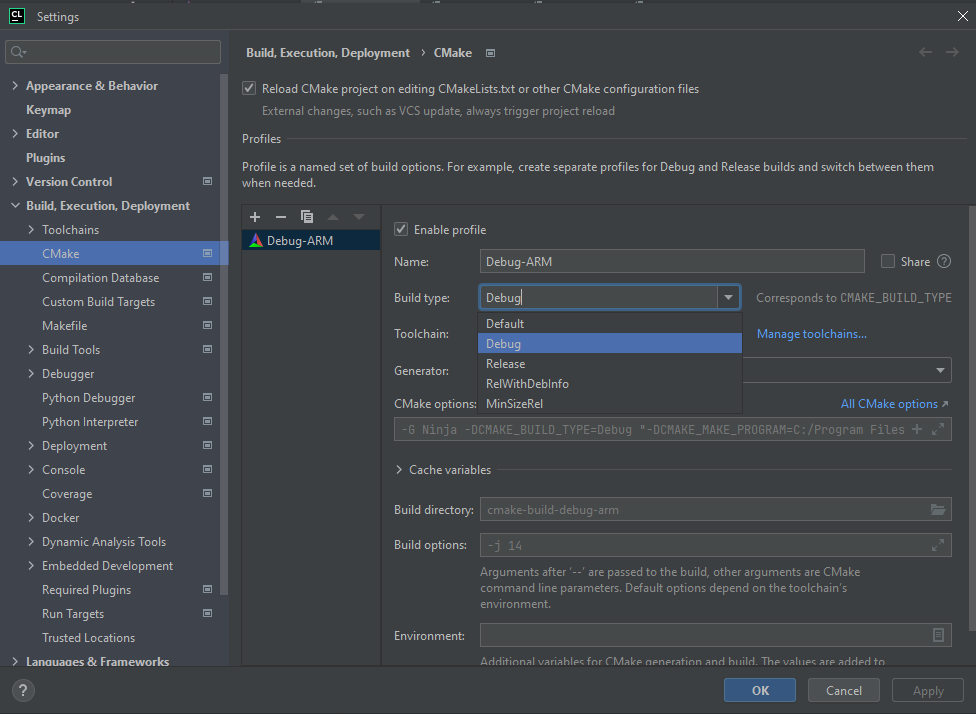 CL
Settings
Build, Execution, Deployment › CMake
Reload CMake project on editing CMakeLists.txt or other CMake configuration files
External changes, such as VCS update, always trigger project reload
Profiles
Profile is a named set of build options. For example, create separate profiles for Debug and Release builds and switch between them
when needed.
Appearance & Behavior
Keymap
Editor
Plugins
Version Control
Build, Execution, Deployment
Toolchains
CMake
Compilation Database
Custom Build Targets
Makefile
Build Tools
Debugger
Python Debugger
Python Interpreter
Deployment
Console
Coverage
Docker
Dynamic Analysis Tools
Embedded Development
Required Plugins
Run Targets
Trusted Locations
Languages & Frameworks
Debug-ARM
Enable profile
Name: Debug-ARM Share ?
Build type: Debug Corresponds to CMAKE_BUILD_TYPE
Default
Debug
Release
RelWithDebInfo
MinSizeRel
Toolchain: Manage toolchains...
Generator:
CMake options: All CMake options ↗
-G Ninja -DCMAKE_BUILD_TYPE=Debug "-DCMAKE_MAKE_PROGRAM=C:/Program Files
Cache variables
Build directory: cmake-build-debug-arm
Build options: -j 14
Arguments after '--' are passed to the build, other arguments are CMake
command line parameters. Default options depend on the toolchain's
environment.
Environment:
Additional variables for CMake generation and build. The values are added to
? OK Cancel Apply